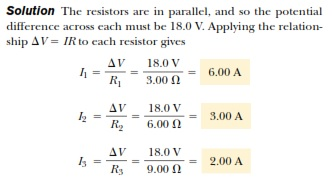 Solution The resistors are in parallel, and so the potential
difference across each must be 18.0 V. Applying the relation-
ship ΔV = IR to each resistor gives
I₁ = ΔV/R₁ = 18.0 V/3.00 Ω = 6.00 A
I₂ = ΔV/R₂ = 18.0 V/6.00 Ω = 3.00 A
I₃ = ΔV/R₃ = 18.0 V/9.00 Ω = 2.00 A